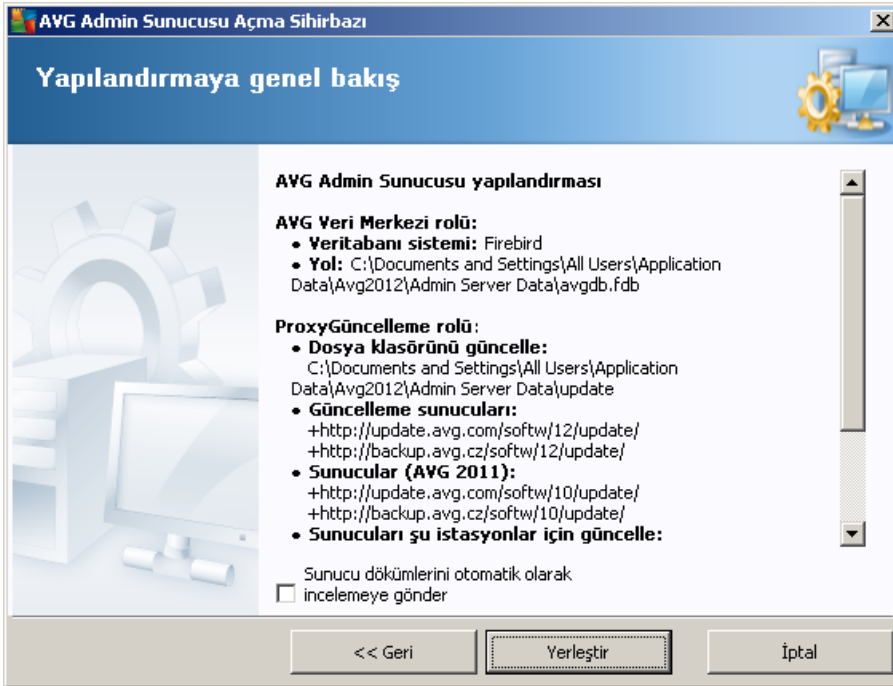 AVG Admin Sunucusu Açma Sihirbazı
Yapılandırmaya genel bakış
AVG Admin Sunucusu yapılandırması
AVG Veri Merkezi rolü:
• Veritabanı sistemi: Firebird
• Yol: C:\Documents and Settings\All Users\Application
Data\Avg2012\Admin Server Data\avgdb.fdb
ProxyGüncelleme rolü:
• Dosya klasörünü güncelle:
C:\Documents and Settings\All Users\Application
Data\Avg2012\Admin Server Data\update
• Güncelleme sunucuları:
+http://update.avg.com/softw/12/update/
+http://backup.avg.cz/softw/12/update/
• Sunucular (AVG 2011):
+http://update.avg.com/softw/10/update/
+http://backup.avg.cz/softw/10/update/
• Sunucuları şu istasyonlar için güncelle:
Sunucu dökümlerini otomatik olarak
incelemeye gönder
<< Geri
Yerleştir
İptal